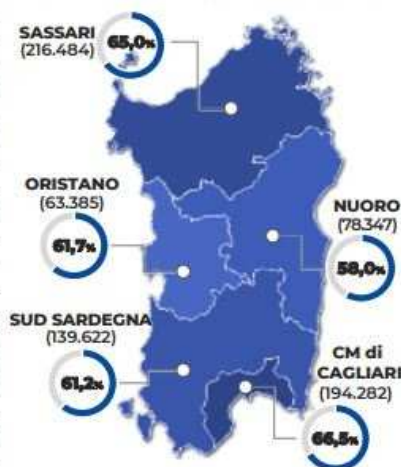 SASSARI
(216.484)
65,0%
ORISTANO
(63.385)
61,7%
NUORO
(78.347)
58,0%
SUD SARDEGNA
(139.622)
61,2%
CM di
CAGLIARI
(194.282)
66,5%